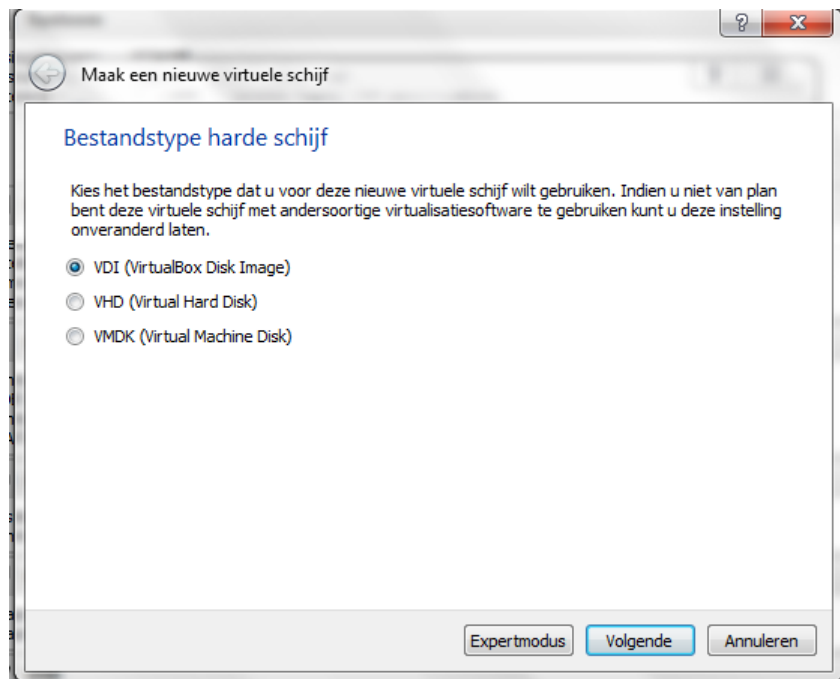 Maak een nieuwe virtuele schijf
Bestandstype harde schijf
Kies het bestandstype dat u voor deze nieuwe virtuele schijf wilt gebruiken. Indien u niet van plan
bent deze virtuele schijf met andersoortige virtualisatiesoftware te gebruiken kunt u deze instelling
onveranderd laten.
VDI (VirtualBox Disk Image)
VHD (Virtual Hard Disk)
VMDK (Virtual Machine Disk)
Expertmodus Volgende Annuleren